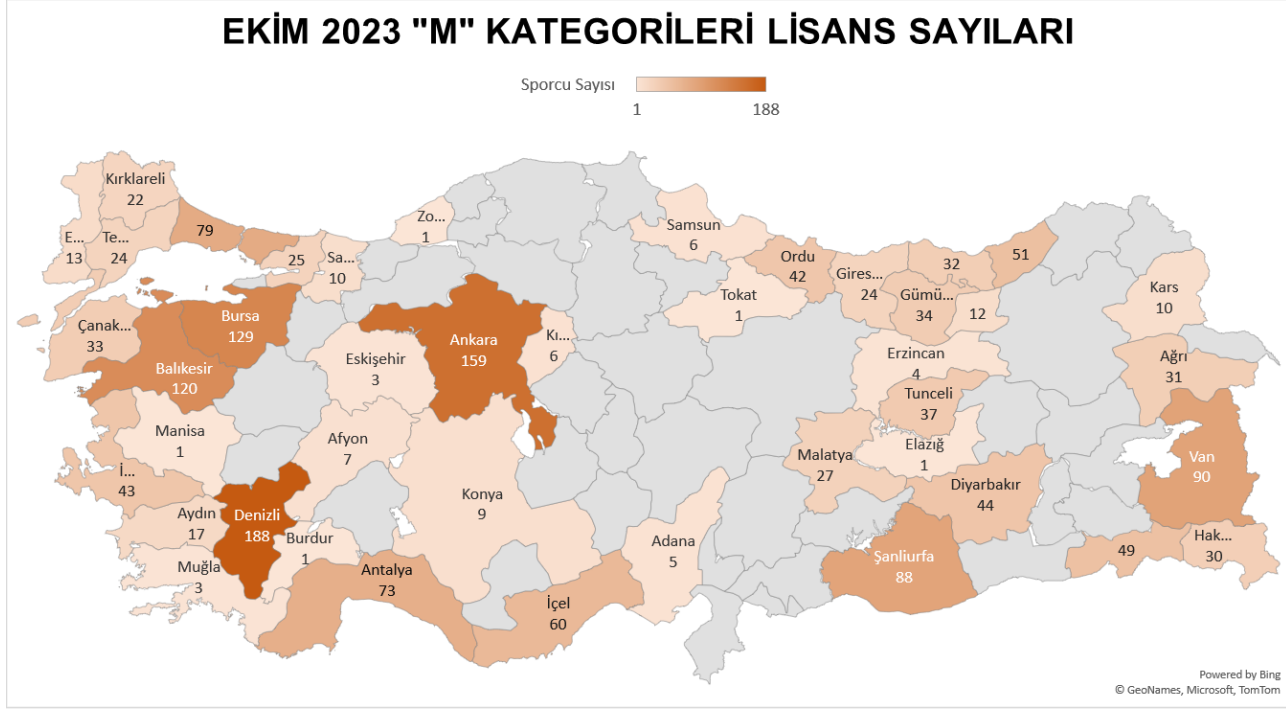 EKİM 2023 "M" KATEGORİLERİ LİSANS SAYILARI
Sporcu Sayısı
1 188
Kırklareli
22
E...
13
Te...
24
79
25
Sa...
10
Zo...
1
Samsun
6
Ordu
42
Gires...
24
32
51
Gümü...
34
12
Kars
10
Tokat
1
Çanak...
33
Bursa
129
Balıkesir
120
Eskişehir
3
Ankara
159
Kı...
6
Erzincan
4
Ağrı
31
Tunceli
37
Elazığ
1
Malatya
27
Van
90
Manisa
1
Afyon
7
İ...
43
Aydın
17
Denizli
188
Burdur
1
Muğla
3
Antalya
73
Konya
9
İçel
60
Adana
5
Diyarbakır
44
Şanlıurfa
88
49
Hak...
30
Powered by Bing
© GeoNames, Microsoft, TomTom